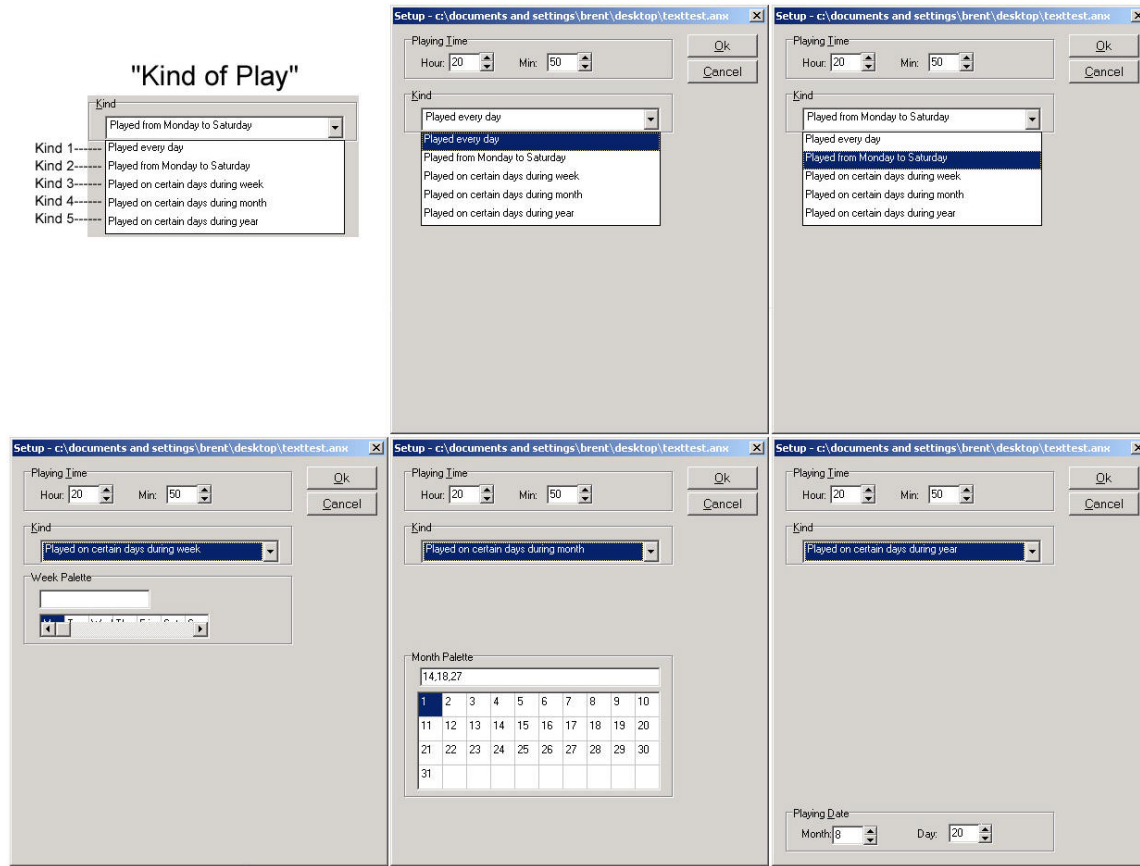 "Kind of Play"
Kind
Played from Monday to Saturday
Kind 1------ Played every day
Kind 2------ Played from Monday to Saturday
Kind 3------ Played on certain days during week
Kind 4------ Played on certain days during month
Kind 5------ Played on certain days during year
Setup - c:\documents and settings\brent\desktop\texttest.anx
Playing Time
Hour: 20 Min: 50
Ok
Cancel
Kind
Played every day
Played every day
Played from Monday to Saturday
Played on certain days during week
Played on certain days during month
Played on certain days during year
Setup - c:\documents and settings\brent\desktop\texttest.anx
Playing Time
Hour: 20 Min: 50
Ok
Cancel
Kind
Played from Monday to Saturday
Played every day
Played from Monday to Saturday
Played on certain days during week
Played on certain days during month
Played on certain days during year
Setup - c:\documents and settings\brent\desktop\texttest.anx
Playing Time
Hour: 20 Min: 50
Ok
Cancel
Kind
Played on certain days during week
Week Palette
Setup - c:\documents and settings\brent\desktop\texttest.anx
Playing Time
Hour: 20 Min: 50
Ok
Cancel
Kind
Played on certain days during month
Month Palette
14,18,27
1 2 3 4 5 6 7 8 9 10
11 12 13 14 15 16 17 18 19 20
21 22 23 24 25 26 27 28 29 30
31
Setup - c:\documents and settings\brent\desktop\texttest.anx
Playing Time
Hour: 20 Min: 50
Ok
Cancel
Kind
Played on certain days during year
Playing Date
Month: 8 Day: 20